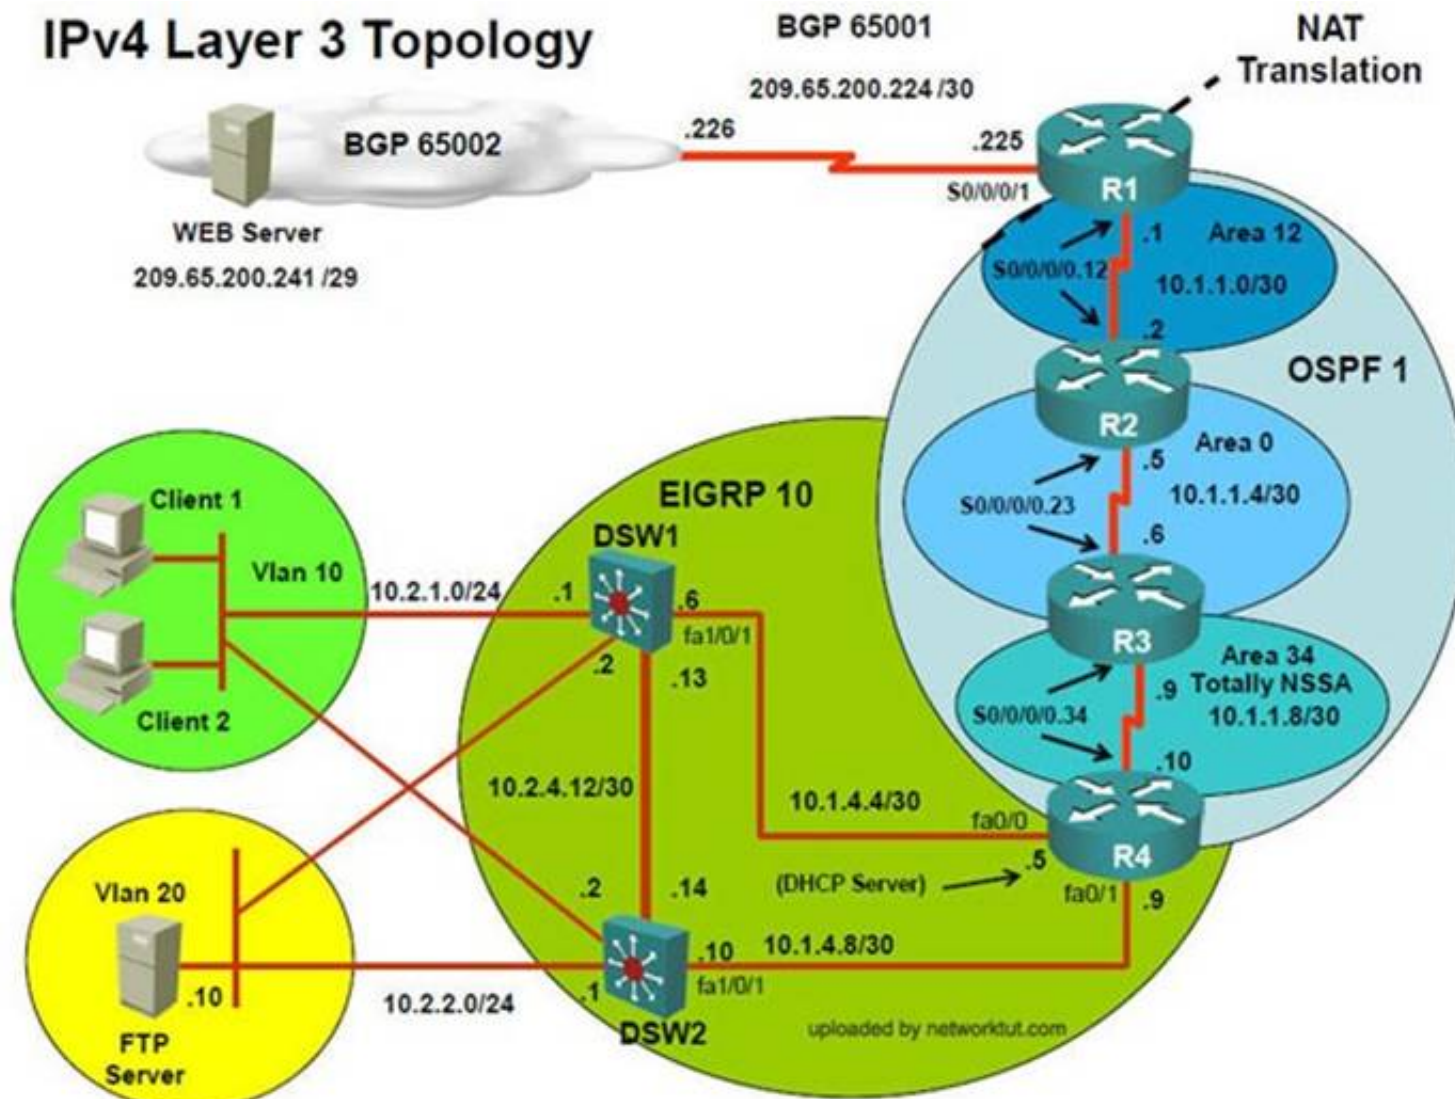 IPv4 Layer 3 Topology
BGP 65001
209.65.200.224 /30
NAT
Translation
BGP 65002
.226
.225
S0/0/0/1
R1
WEB Server
209.65.200.241 /29
.1
Area 12
S0/0/0/0.12
10.1.1.0/30
.2
OSPF 1
R2
Area 0
.5
10.1.1.4/30
S0/0/0/0.23
.6
R3
Area 34
Totally NSSA
10.1.1.8/30
.9
S0/0/0/0.34
.10
R4
EIGRP 10
DSW1
Client 1
Vlan 10
10.2.1.0/24
.1
.6
fa1/0/1
.2
.13
Client 2
10.2.4.12/30
10.1.4.4/30
fa0/0
.5
(DHCP Server)
fa0/1
.9
Vlan 20
.2
.14
.10
10.1.4.8/30
fa1/0/1
.10
10.2.2.0/24
.1
DSW2
FTP
Server
uploaded by networktut.com